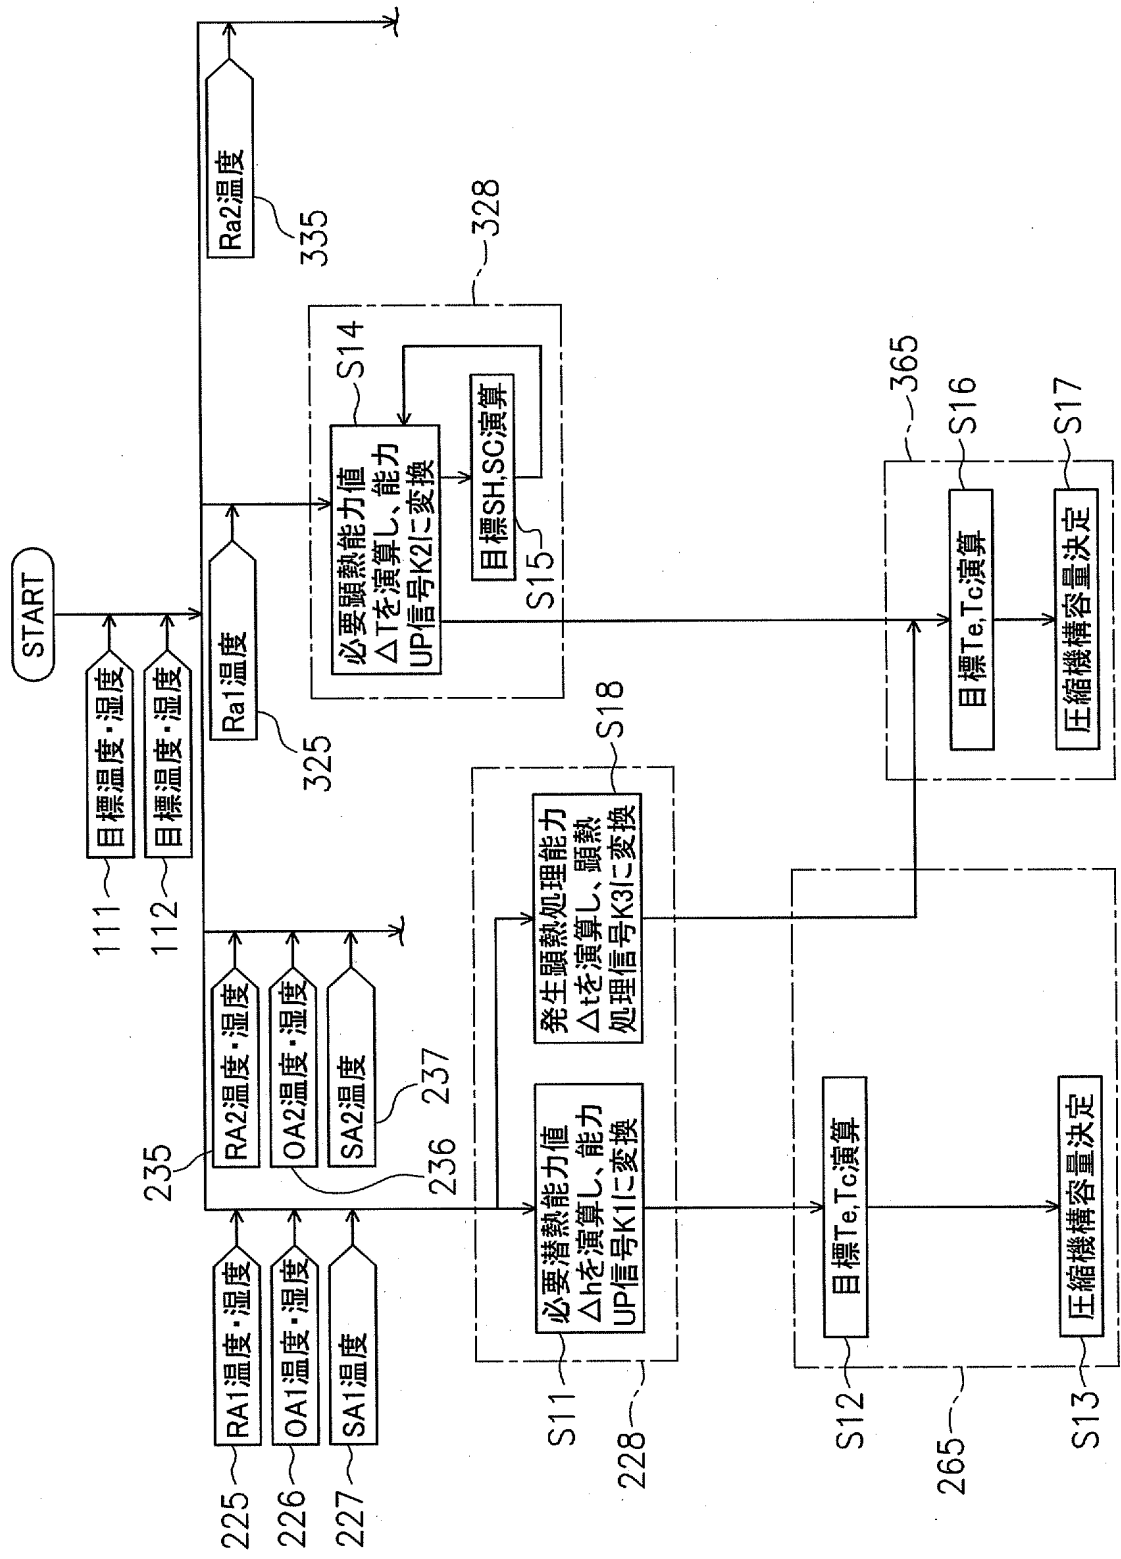 START
111
目標温度・湿度
112
目標温度・湿度
225
RA1温度・湿度
226
OA1温度・湿度
227
SA1温度
235
RA2温度・湿度
OA2温度・湿度
236
SA2温度
237
Ra1温度
325
Ra2温度
335
S11
必要潜熱能力値
△hを演算し、能力
UP信号K1に変換
228
発生顕熱処理能力
△tを演算し、顕熱
処理信号K3に変換
S18
必要顕熱能力値
△Tを演算し、能力
UP信号K2に変換
S14
目標SH,SC演算
S15
328
S12
目標Te,Tc演算
265
S13
圧縮機構容量決定
365
目標Te,Tc演算
S16
圧縮機構容量決定
S17